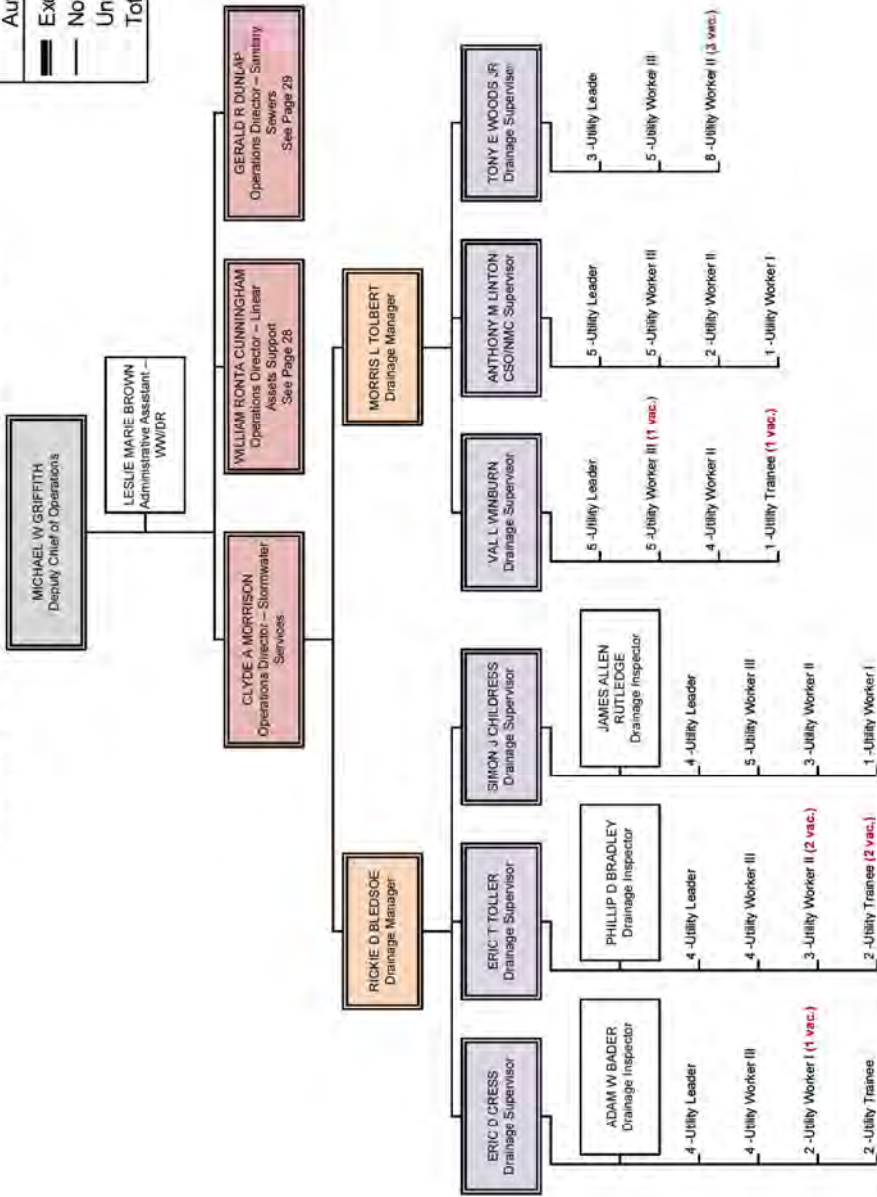 Au
Exe
No
Un
Tot
MICHAEL W GRIFFITH
Deputy Chief of Operations
LESLIE MARIE BROWN
Administrative Assistant –
WW/DR
CLYDE A MORRISON
Operations Director – Stormwater
Services
WILLIAM RONTA CUNNINGHAM
Operations Director – Linear
Assets Support
See Page 28
GERALD R DUNLAP
Operations Director – Sanitary
Sewers
See Page 29
RICKIE D BLEDSOE
Drainage Manager
MORRIS L TOLBERT
Drainage Manager
ERIC D CRESS
Drainage Supervisor
ADAM W BADER
Drainage Inspector
4 -Utility Leader
4 -Utility Worker III
2 -Utility Worker I (1 vac.)
2 -Utility Trainee
ERIC T TOLLER
Drainage Supervisor
PHILLIP D BRADLEY
Drainage Inspector
4 -Utility Leader
4 -Utility Worker III
3 -Utility Worker II (2 vac.)
2 -Utility Trainee (2 vac.)
SIMON J CHILDRESS
Drainage Supervisor
JAMES ALLEN
RUTLEDGE
Drainage Inspector
4 -Utility Leader
5 -Utility Worker III
3 -Utility Worker II
1 -Utility Worker I
VAL L WINBURN
Drainage Supervisor
5 -Utility Leader
5 -Utility Worker III (1 vac.)
4 -Utility Worker II
1 -Utility Trainee (1 vac.)
ANTHONY M LINTON
CSO/NMC Supervisor
5 -Utility Leader
5 -Utility Worker III
2 -Utility Worker II
1 -Utility Worker I
TONY E WOODS JR
Drainage Supervisor
3 -Utility Leader
5 -Utility Worker III
8 -Utility Worker II (3 vac.)